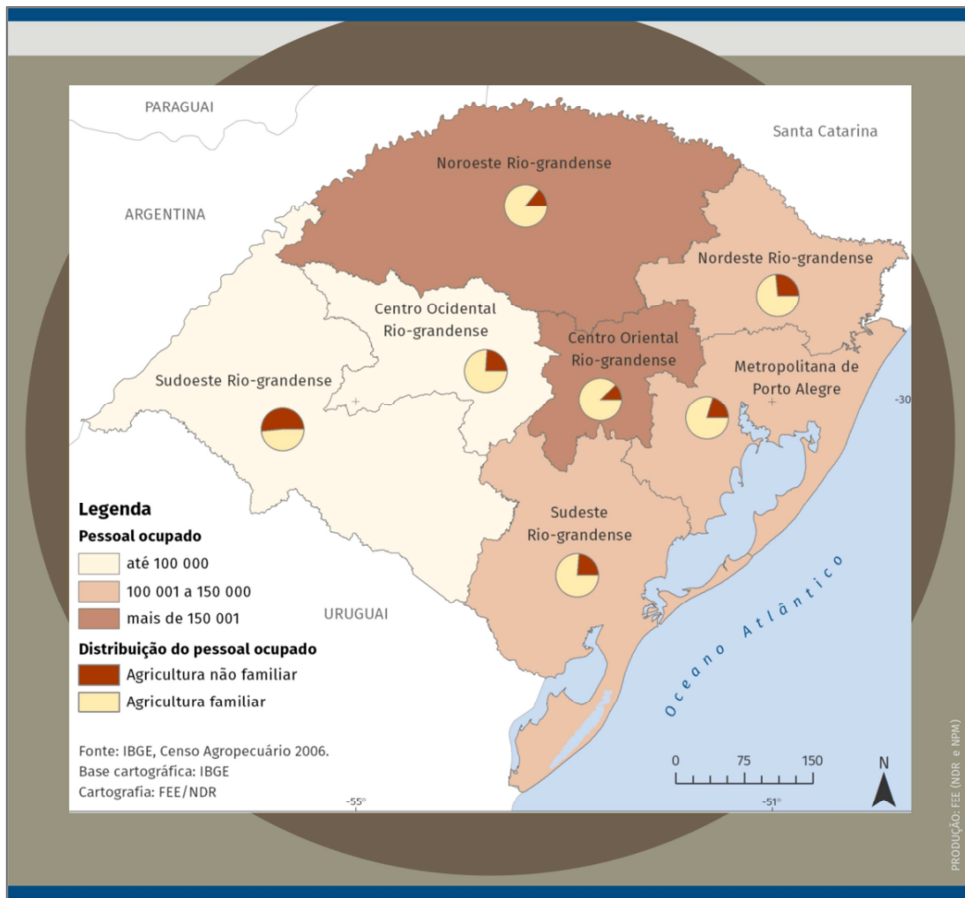 PARAGUAI
Santa Catarina
Noroeste Rio-grandense
ARGENTINA
Nordeste Rio-grandense
Centro Ocidental
Rio-grandense
Centro Oriental
Rio-grandense
Metropolitana de
Porto Alegre
Sudoeste Rio-grandense
-30
Legenda
Pessoal ocupado
até 100 000
100 001 a 150 000
mais de 150 001
Distribuição do pessoal ocupado
Agricultura não familiar
Agricultura familiar
Sudeste
Rio-grandense
URUGUAI
Oceano Atlântico
Fonte: IBGE, Censo Agropecuário 2006.
Base cartográfica: IBGE
Cartografia: FEE/NDR
0 75 150
N
-55°
-51°
PRODUÇÃO: FEE (NDR e NPM)